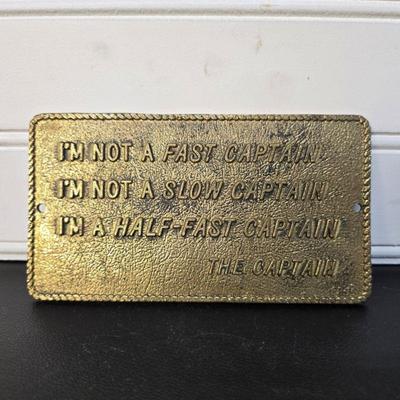 I'M NOT A FAST CAPTAIN
I'M NOT A SLOW CAPTAIN
I'M A HALF-FAST CAPTAIN
THE CAPTAIN